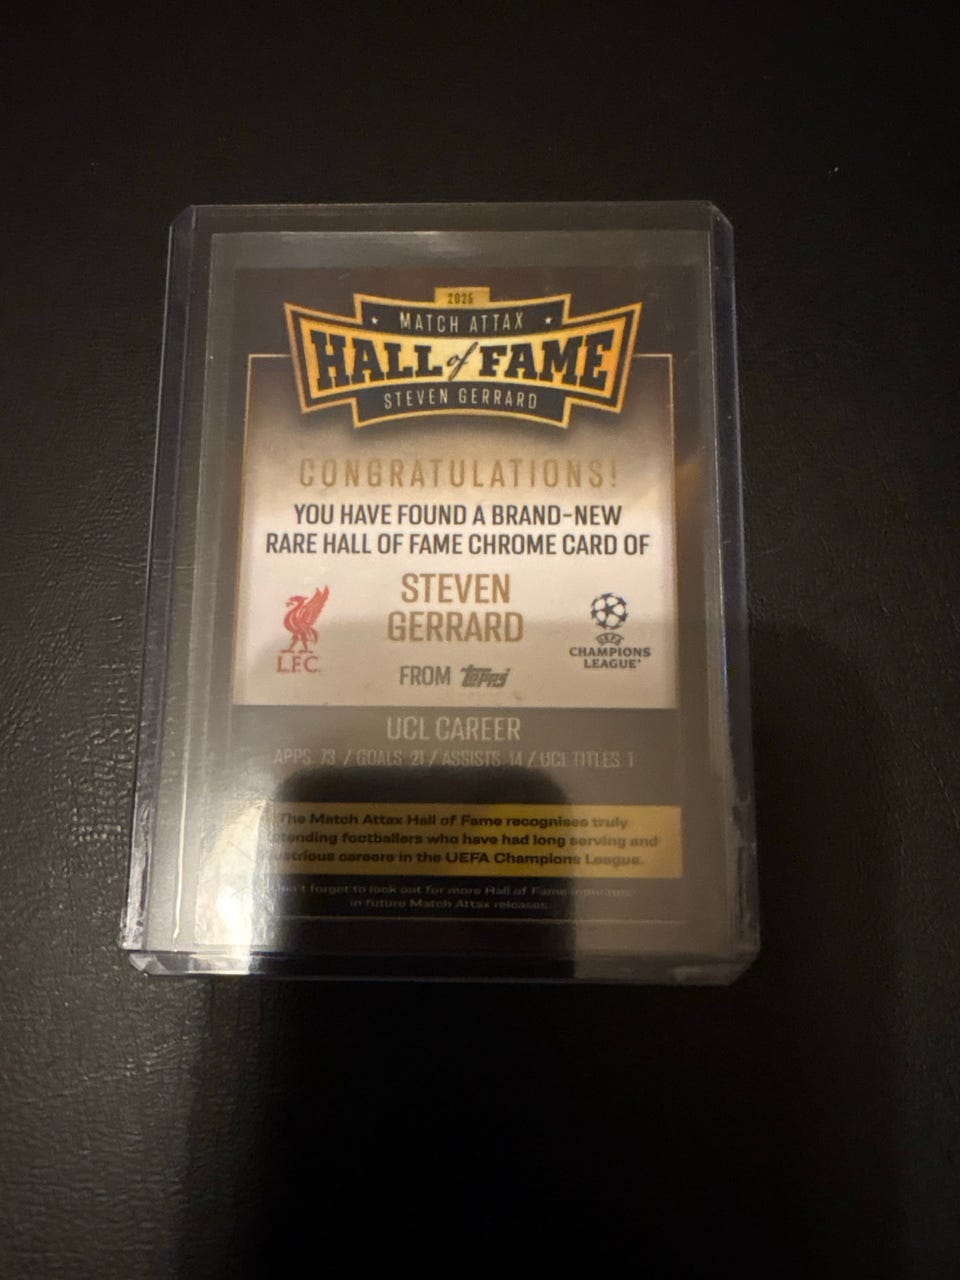 2025
MATCH ATTAX
HALL of FAME
STEVEN GERRARD
CONGRATULATIONS!
YOU HAVE FOUND A BRAND-NEW
RARE HALL OF FAME CHROME CARD OF
STEVEN
GERRARD
L.F.C.
UEFA
CHAMPIONS
LEAGUE
FROM Topps
UCL CAREER
APPS. 73 / GOALS 21 / ASSISTS 14 / UCL TITLES 1
The Match Attax Hall of Fame recognises truly
footballers who have had long serving and
careers in the UEFA Champions League.
forget to look out for more Hall of Fame
in future Match Attax releases.